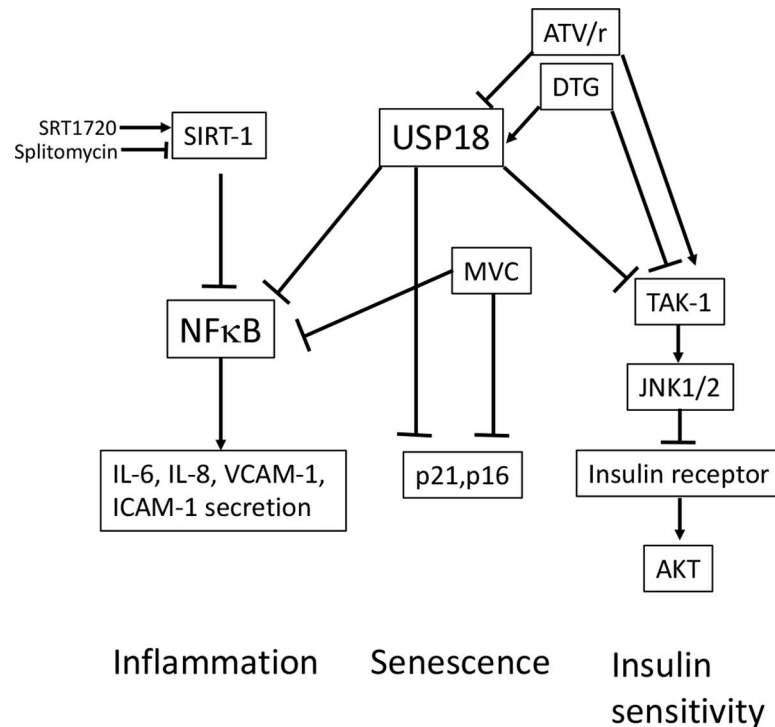 ATV/r
DTG
SRT1720
Splitomycin
SIRT-1
USP18
MVC
NFκB
TAK-1
JNK1/2
IL-6, IL-8, VCAM-1,
ICAM-1 secretion
p21,p16
Insulin receptor
AKT
Inflammation
Senescence
Insulin
sensitivity